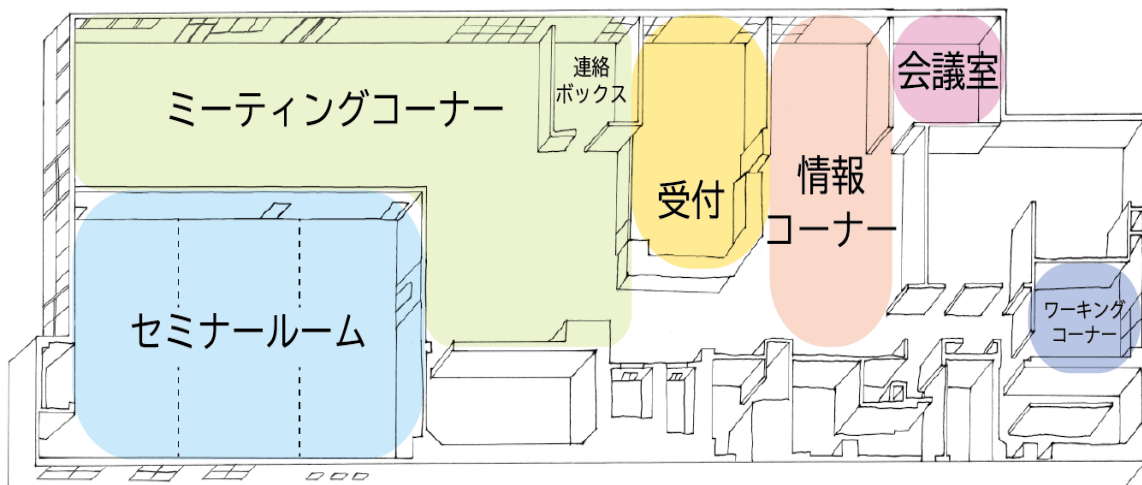 ミーティングコーナー
連絡
ボックス
受付
情報
コーナー
会議室
セミナールーム
ワーキング
コーナー